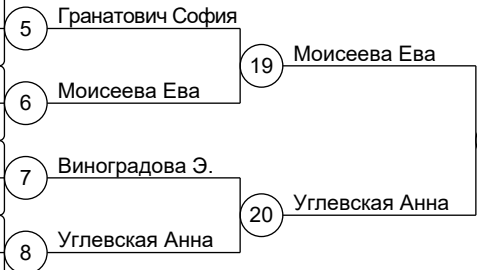 5 Гранатович София
19 Моисеева Ева
6 Моисеева Ева
7 Виноградова Э.
20 Углевская Анна
8 Углевская Анна